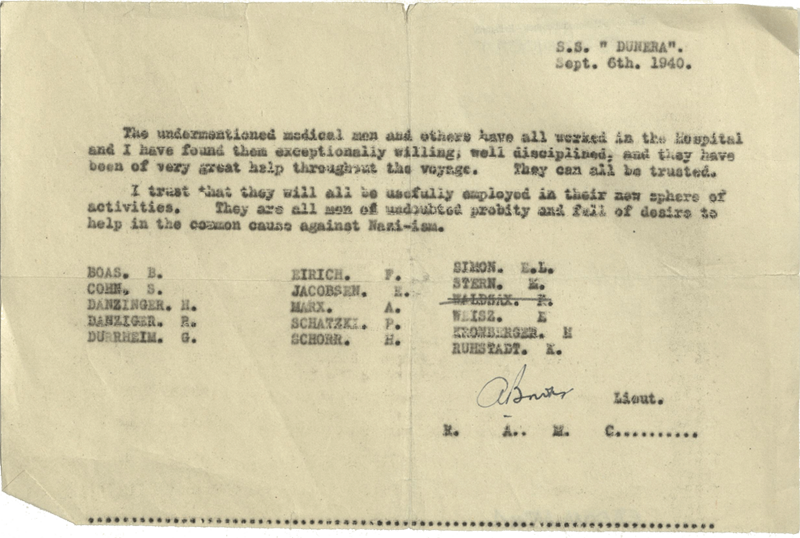 S.S. " DUNERA".
Sept. 6th. 1940.
The undermentioned medical men and others have all worked in the Hospital
and I have found them exceptionally willing, well disciplined, and they have
been of very great help throughout the voyage. They can all be trusted.
I trust that they will all be usefully employed in their new sphere of
activities. They are all men of undoubted probity and full of desire to
help in the common cause against Nazi-ism.
BOAS. B.
COHN. S.
DANZINGER. H.
DANZIGER. R.
DURRHEIM. G.
EIRICH. F.
JACOBSEN. E.
MARX. A.
SCHATZKI. P.
SCHORR. H.
SIMON. E.L.
STERN. K.
WALDSAX. F.
WEISZ. E
KROMBERGER. H
RUHSTADT. K.
Lieut.
R. A.. M. C..........